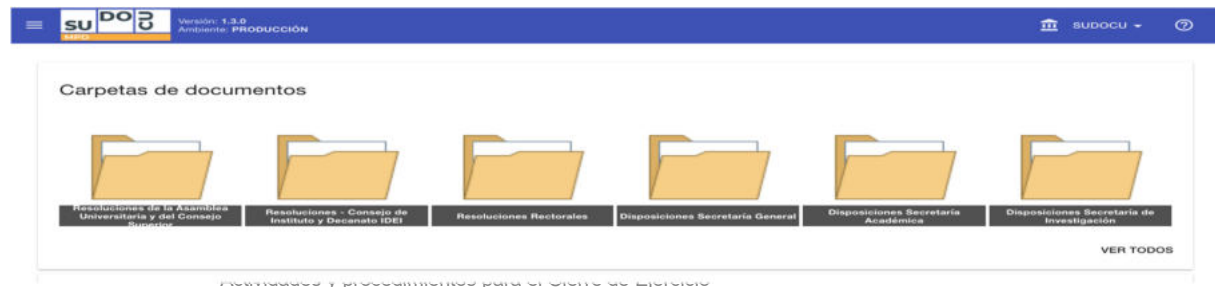 SU DO CU
MPD
Versión: 1.3.0
Ambiente: PRODUCCIÓN
SUDOCU
Carpetas de documentos
Resoluciones de la Asamblea
Universitaria y del Consejo
Superior
Resoluciones - Consejo de
Instituto y Decanato IDEI
Resoluciones Rectorales
Disposiciones Secretaría General
Disposiciones Secretaría
Académica
Disposiciones Secretaría de
Investigación
VER TODOS
Actividades y procedimientos para el Cierre de Ejercicio